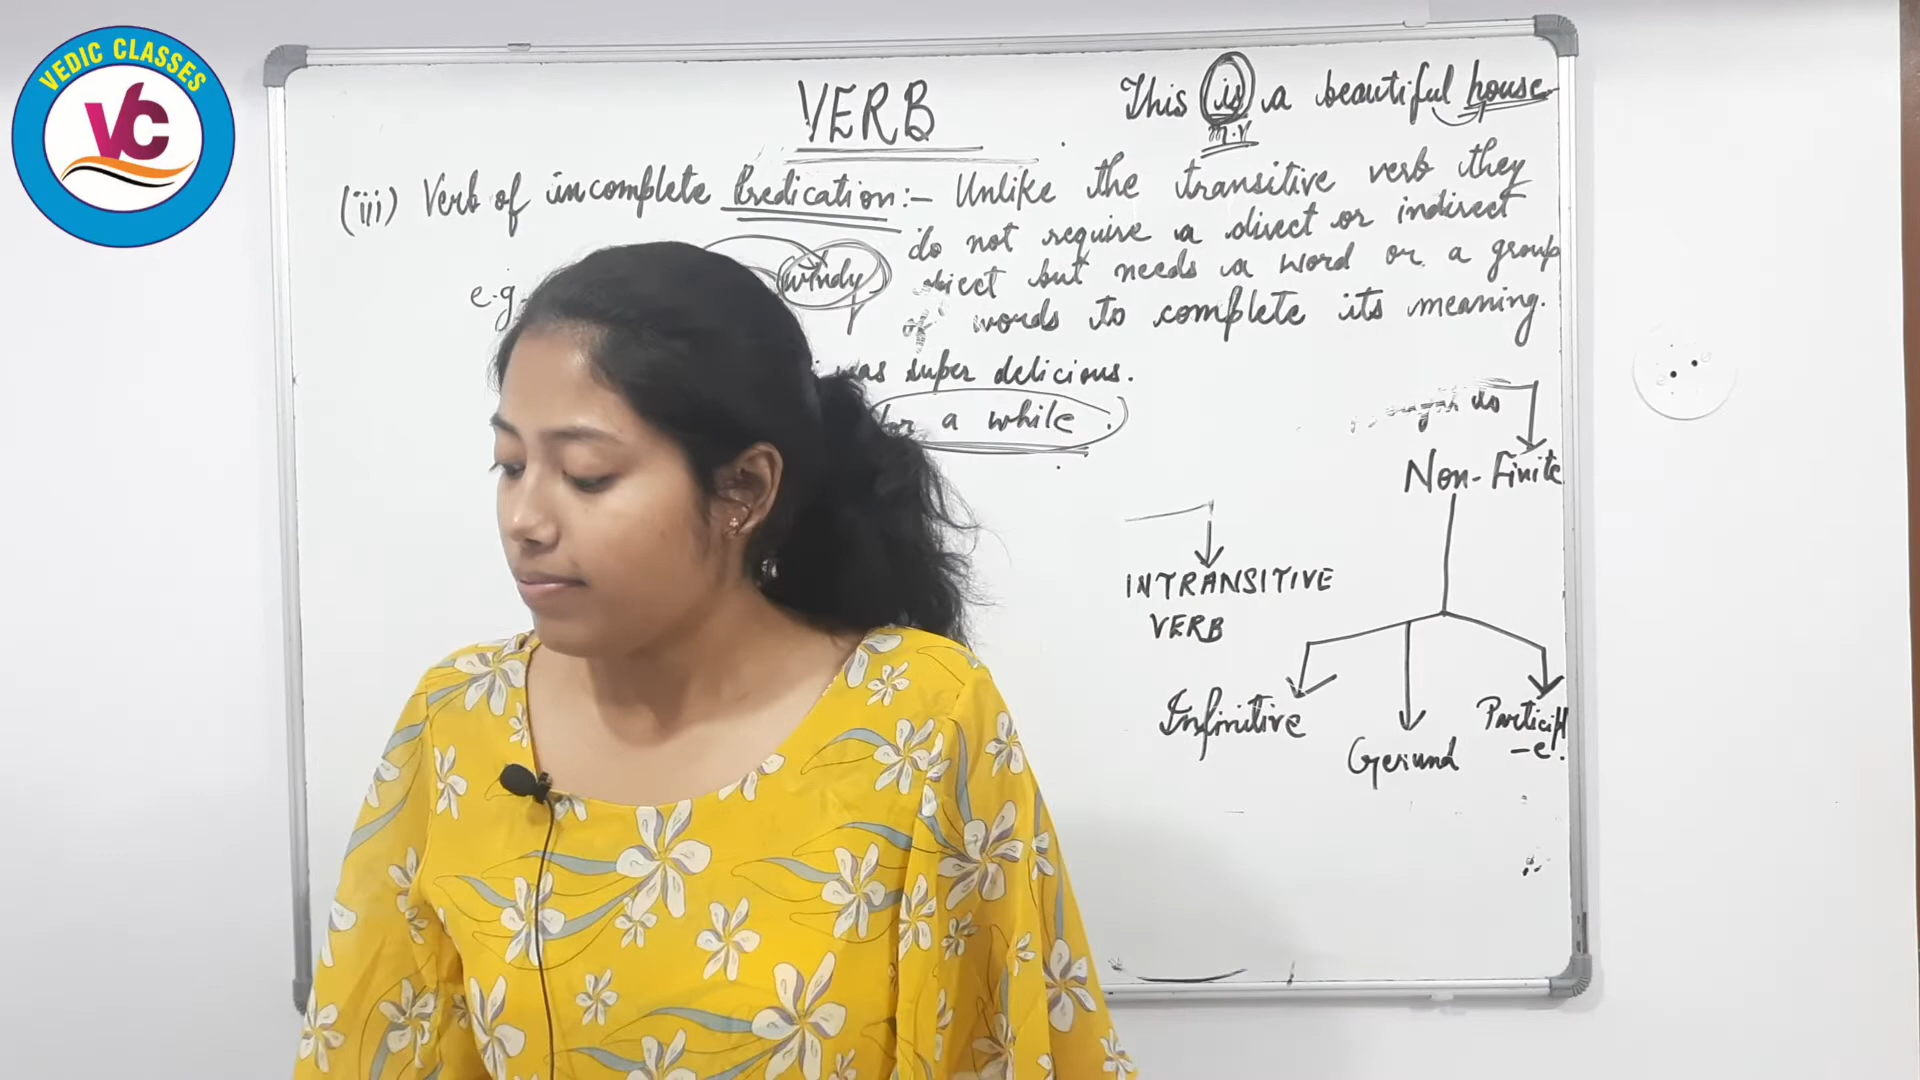 VEDIC CLASSES
VC
VERB
This is a beautiful house
m.v
(iii) Verb of incomplete Predication:- Unlike the transitive verb they
do not require a direct or indirect
object but needs a word or a group
of words to complete its meaning.
e.g.
windy
was super delicious.
for a while.
Non-Finite
INTRANSITIVE
VERB
Infinitive
Gerund
Particip
-e.